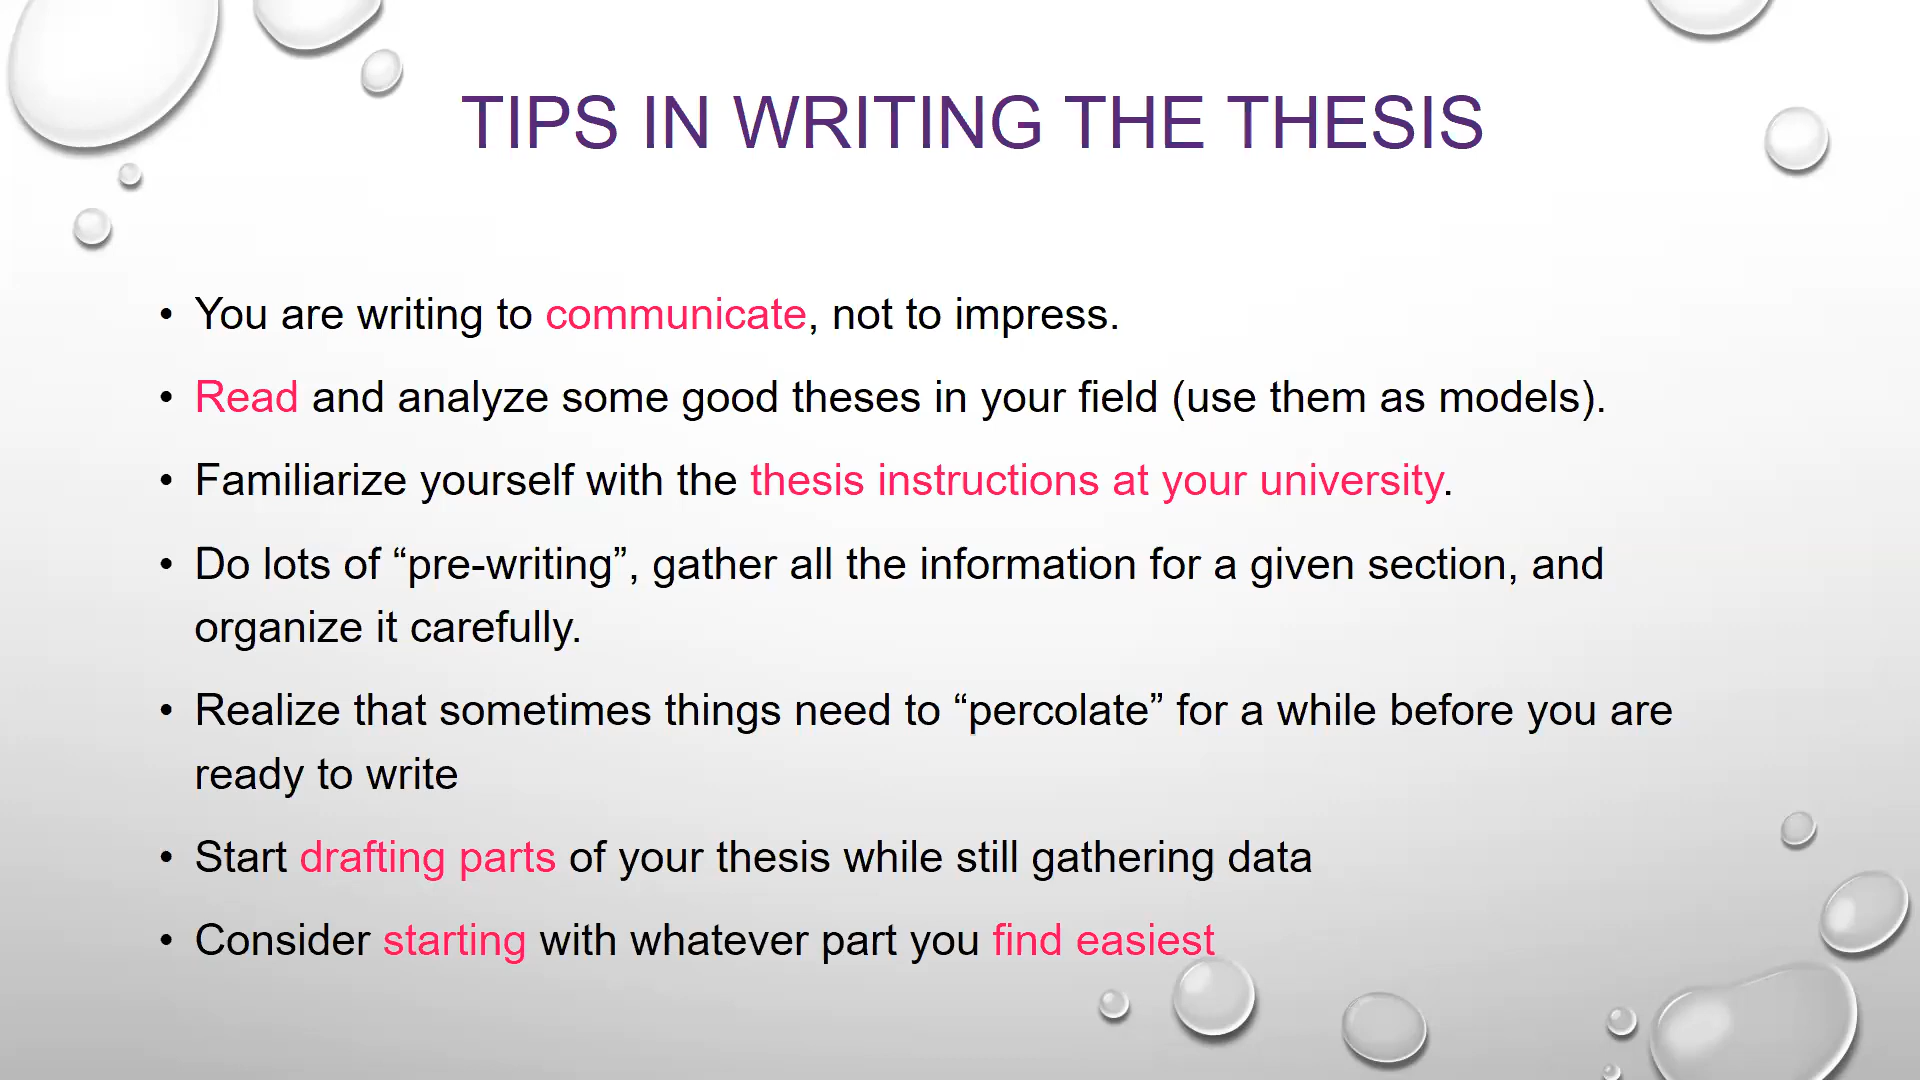 TIPS IN WRITING THE THESIS
• You are writing to communicate, not to impress.
• Read and analyze some good theses in your field (use them as models).
• Familiarize yourself with the thesis instructions at your university.
• Do lots of “pre-writing”, gather all the information for a given section, and
organize it carefully.
• Realize that sometimes things need to “percolate” for a while before you are
ready to write
• Start drafting parts of your thesis while still gathering data
• Consider starting with whatever part you find easiest